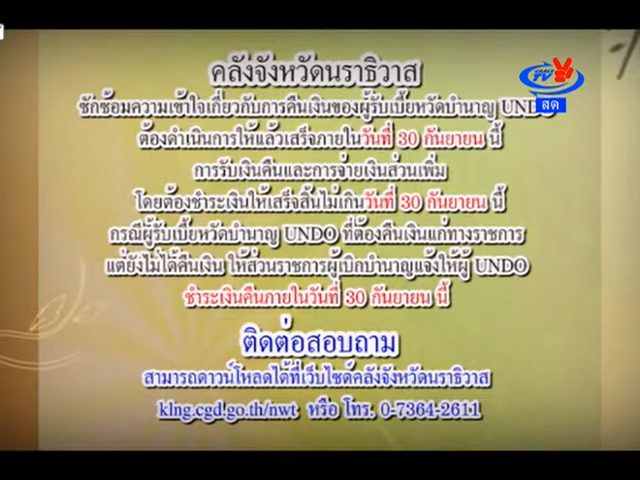 คลังจังหวัดนราธิวาส
ซักซ้อมความเข้าใจเกี่ยวกับการคืนเงินของผู้รับเบี้ยหวัดบำนาญ UNDO
ต้องดำเนินการให้แล้วเสร็จภายในวันที่ 30 กันยายน นี้
การรับเงินคืนและการจ่ายเงินส่วนเพิ่ม
โดยต้องชำระเงินให้เสร็จสิ้นไม่เกินวันที่ 30 กันยายน นี้
กรณีผู้รับเบี้ยหวัดบำนาญ UNDO ที่ต้องคืนเงินแก่ทางราชการ
แต่ยังไม่ได้คืนเงิน ให้ส่วนราชการผู้เบิกบำนาญแจ้งให้ผู้ UNDO
ชำระเงินคืนภายในวันที่ 30 กันยายน นี้
ติดต่อสอบถาม
สามารถดาวน์โหลดได้ที่เว็บไซด์คลังจังหวัดนราธิวาส
klng.cgd.go.th/nwt หรือ โทร. 0-7364-2611
TV
สด